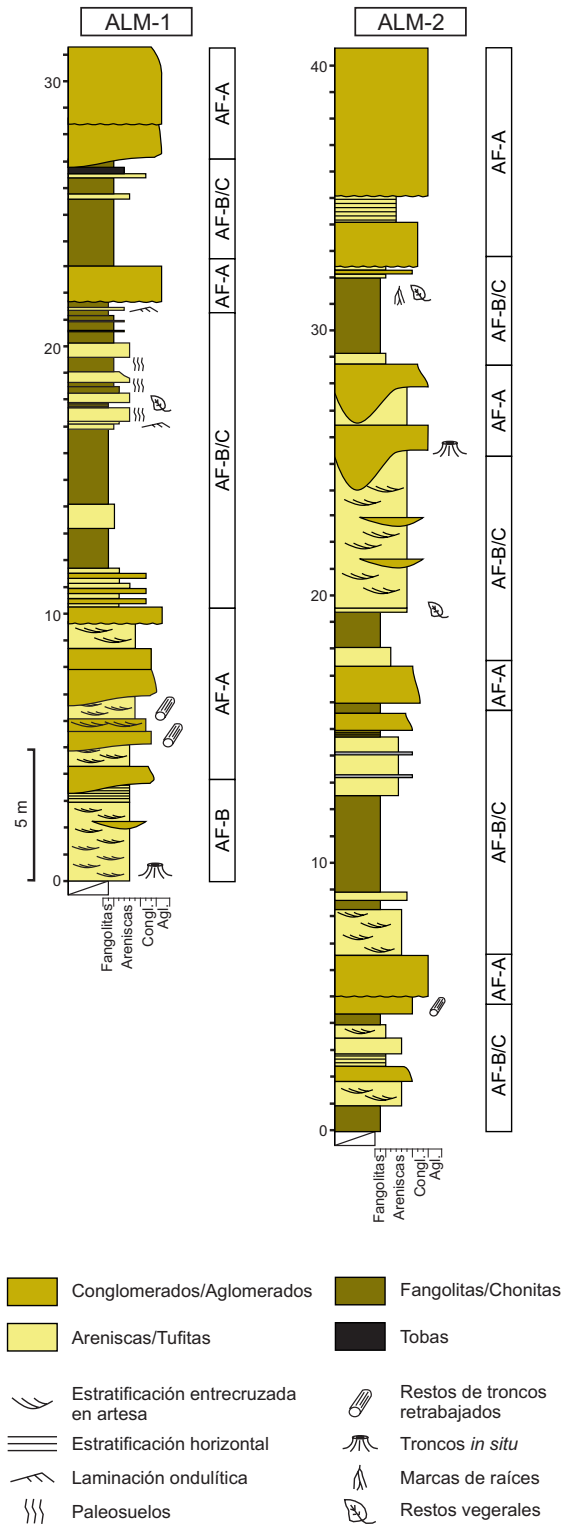 ALM-1
ALM-2
30
20
10
0
5 m
AF-A
AF-B/C
AF-A
AF-B/C
AF-A
AF-B
Fangolitas
Areniscas
Congl.
Agl.
40
30
20
10
0
AF-A
AF-B/C
AF-A
AF-B/C
AF-A
AF-B/C
AF-A
AF-B/C
Fangolitas
Areniscas
Congl.
Agl.
Conglomerados/Aglomerados
Fangolitas/Chonitas
Areniscas/Tufitas
Tobas
Estratificación entrecruzada
en artesa
Restos de troncos
retrabajados
Estratificación horizontal
Troncos in situ
Laminación ondulítica
Marcas de raíces
Paleosuelos
Restos vegerales